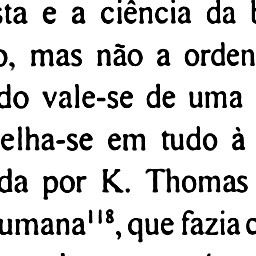 sta e a ciência da
o, mas não a orden
do vale-se de uma
elha-se em tudo à
da por K. Thomas
umana¹¹⁸, que fazia c